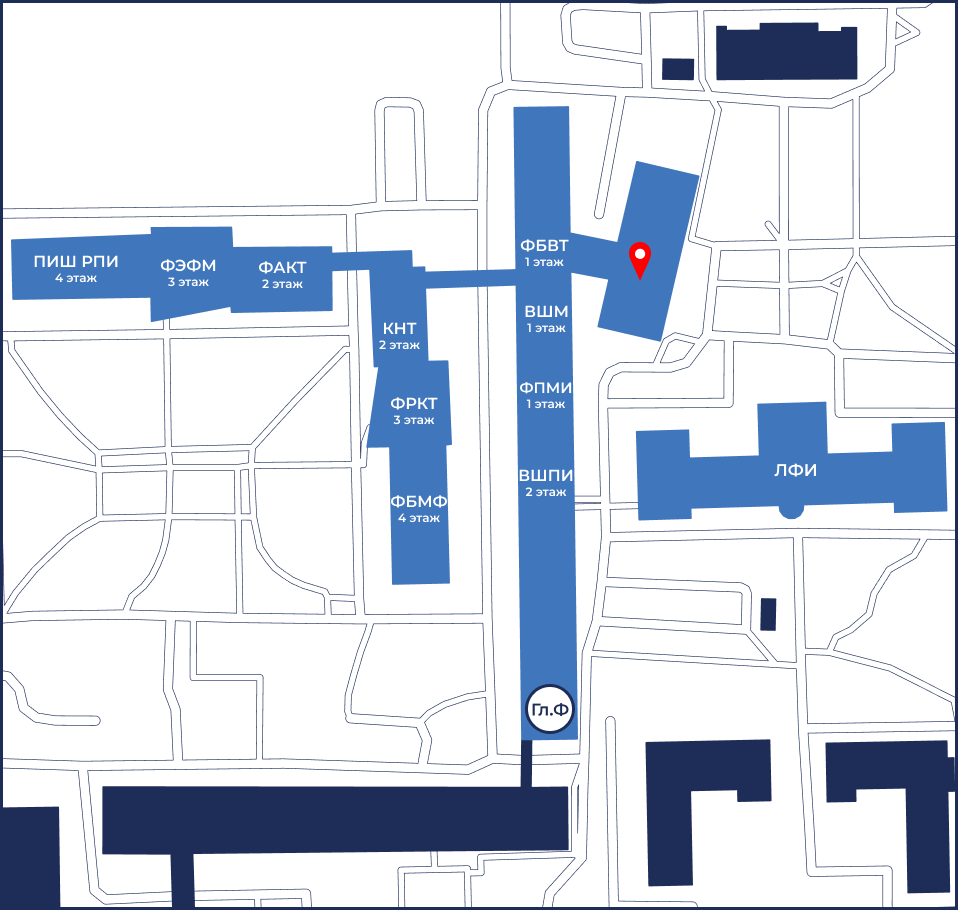 ПИШ РПИ
4 этаж
ФЭФМ
3 этаж
ФАКТ
2 этаж
КНТ
2 этаж
ФРКТ
3 этаж
ФБМФ
4 этаж
ФБВТ
1 этаж
ВШМ
1 этаж
ФПМИ
1 этаж
ВШПИ
2 этаж
ЛФИ
Гл.Ф